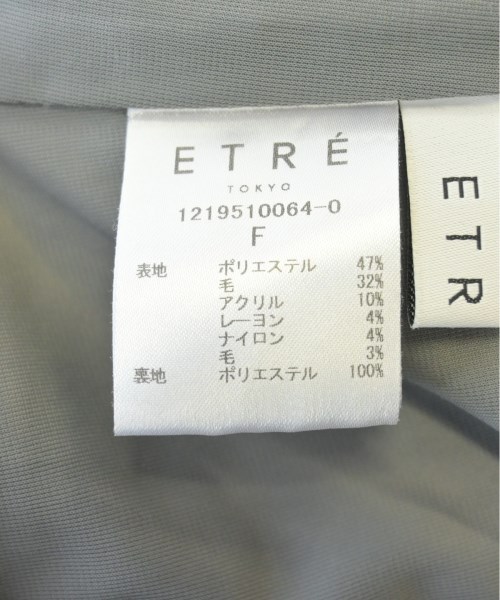 ETRÉ
TOKYO
1219510064-0
F
表地 ポリエステル 47%
毛 32%
アクリル 10%
レーヨン 4%
ナイロン 4%
毛 3%
裏地 ポリエステル 100%
ETR